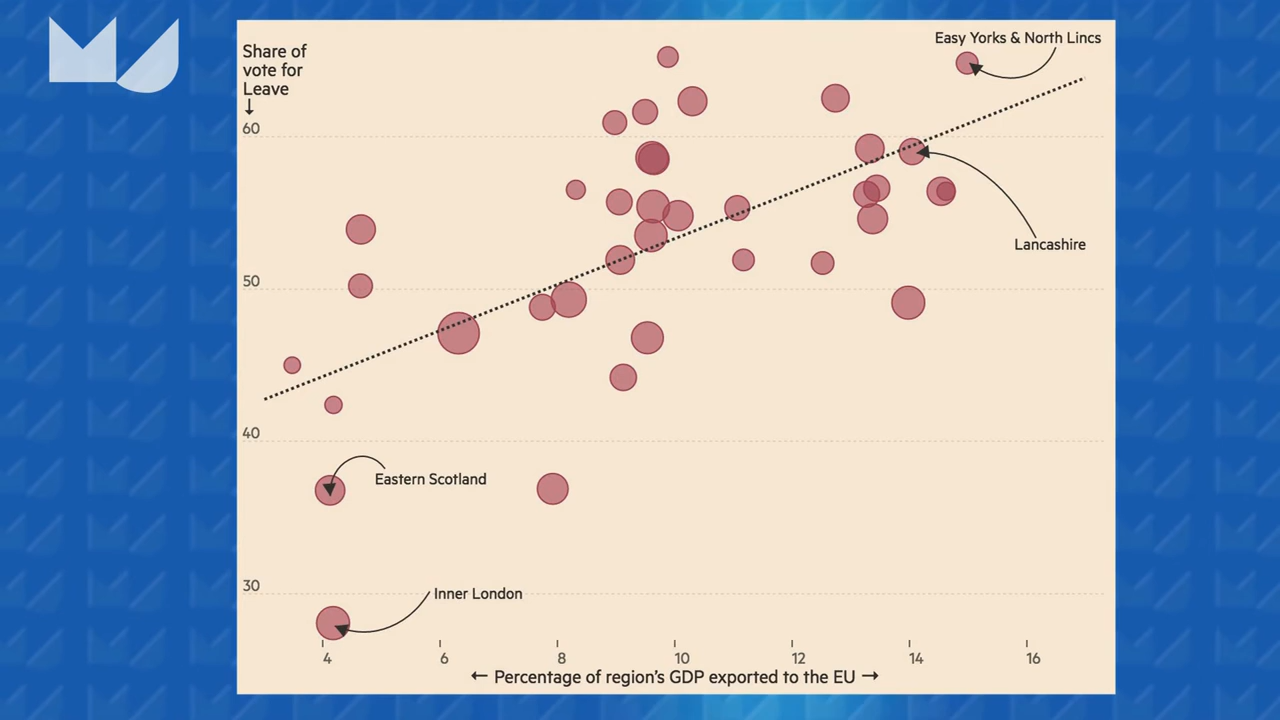 Share of
vote for
Leave
Easy Yorks & North Lincs
60
Lancashire
50
40
Eastern Scotland
30
Inner London
4 6 8 10 12 14 16
← Percentage of region's GDP exported to the EU →